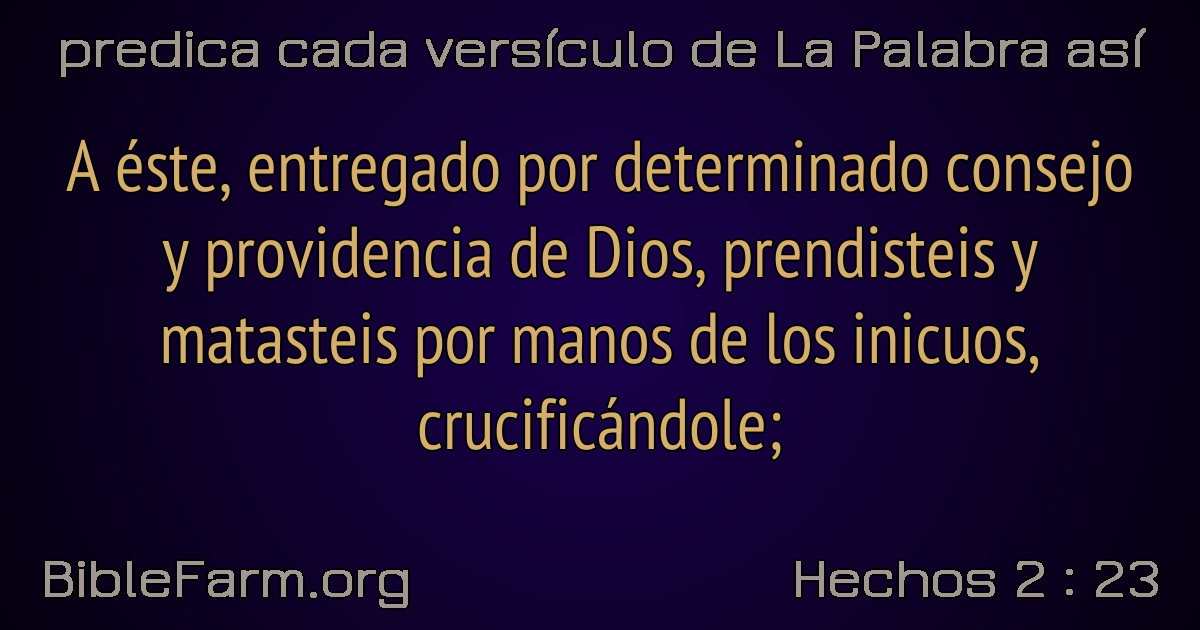 predica cada versículo de La Palabra así
A éste, entregado por determinado consejo
y providencia de Dios, prendisteis y
matasteis por manos de los inicuos,
crucificándole;
BibleFarm.org
Hechos 2 : 23